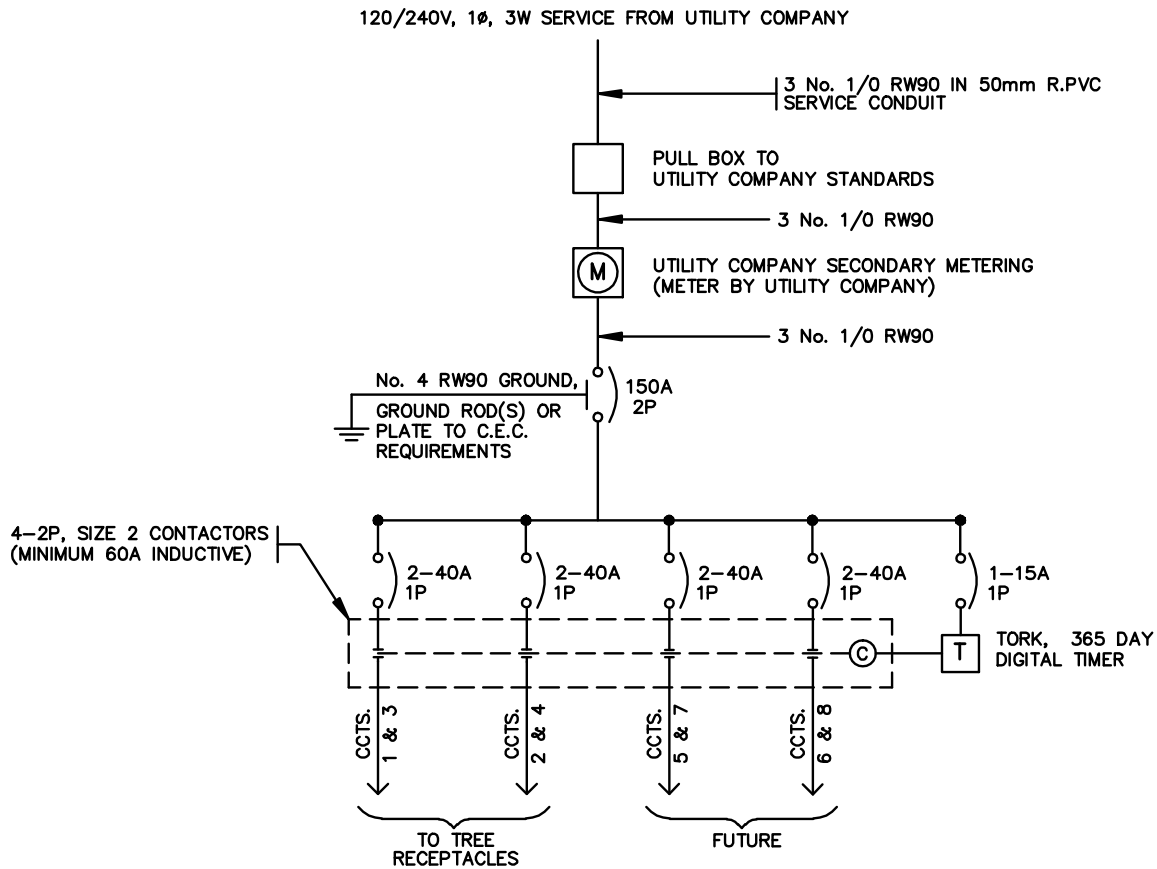 120/240V, 1ø, 3W SERVICE FROM UTILITY COMPANY
3 No. 1/0 RW90 IN 50mm R.PVC
SERVICE CONDUIT
PULL BOX TO
UTILITY COMPANY STANDARDS
3 No. 1/0 RW90
M
UTILITY COMPANY SECONDARY METERING
(METER BY UTILITY COMPANY)
3 No. 1/0 RW90
No. 4 RW90 GROUND,
GROUND ROD(S) OR
PLATE TO C.E.C.
REQUIREMENTS
150A
2P
4-2P, SIZE 2 CONTACTORS
(MINIMUM 60A INDUCTIVE)
2-40A
1P
2-40A
1P
2-40A
1P
2-40A
1P
1-15A
1P
C
T
TORK, 365 DAY
DIGITAL TIMER
CCTS.
1 & 3
CCTS.
2 & 4
CCTS.
5 & 7
CCTS.
6 & 8
TO TREE
RECEPTACLES
FUTURE